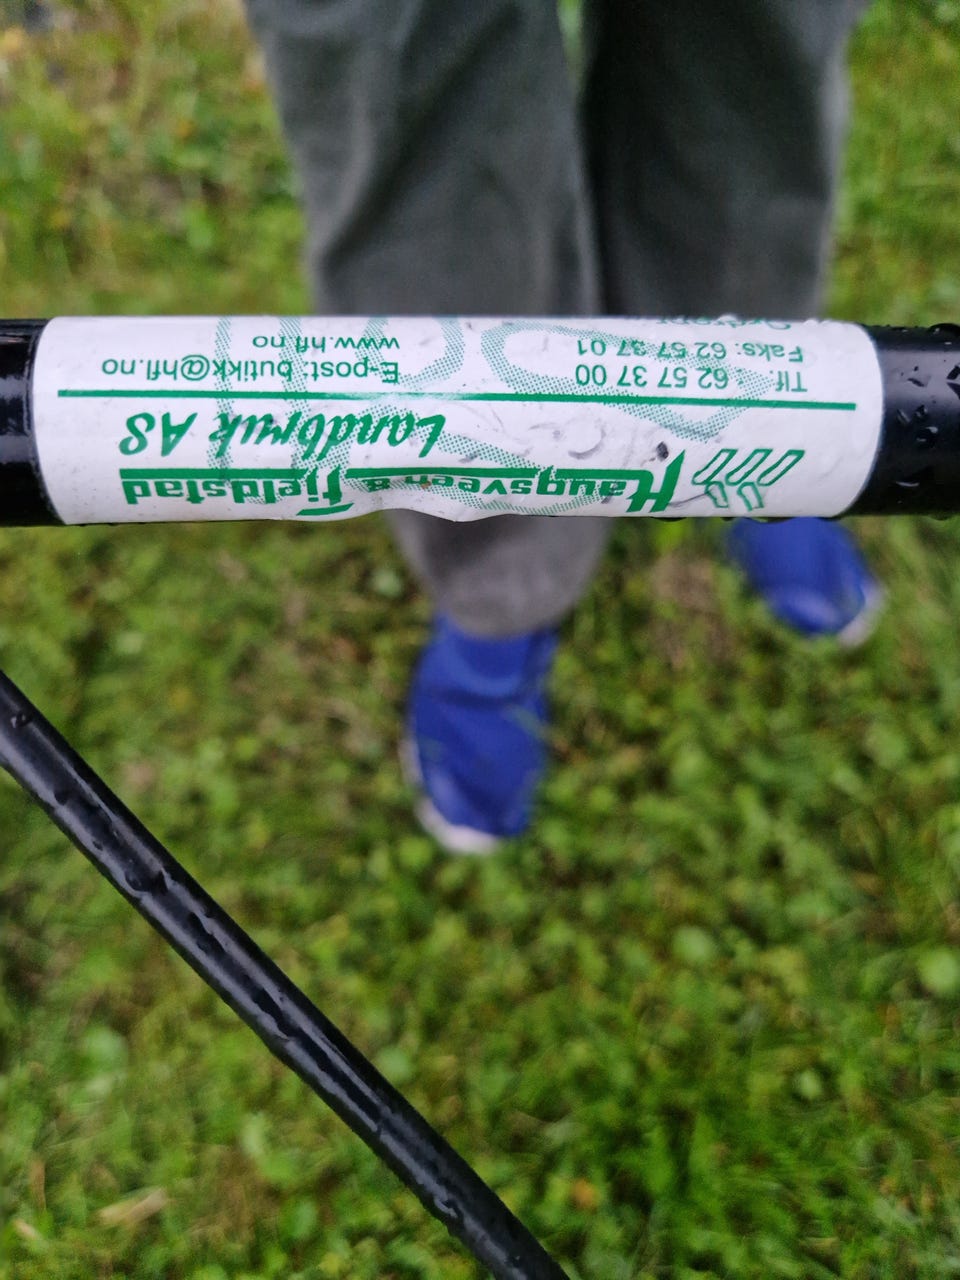 Haugsveen & Fjeldstad
Landbruk AS
Tlf. : 62 57 37 00 E-post: butikk@hfl.no
Faks: 62 57 37 01 www.hfl.no